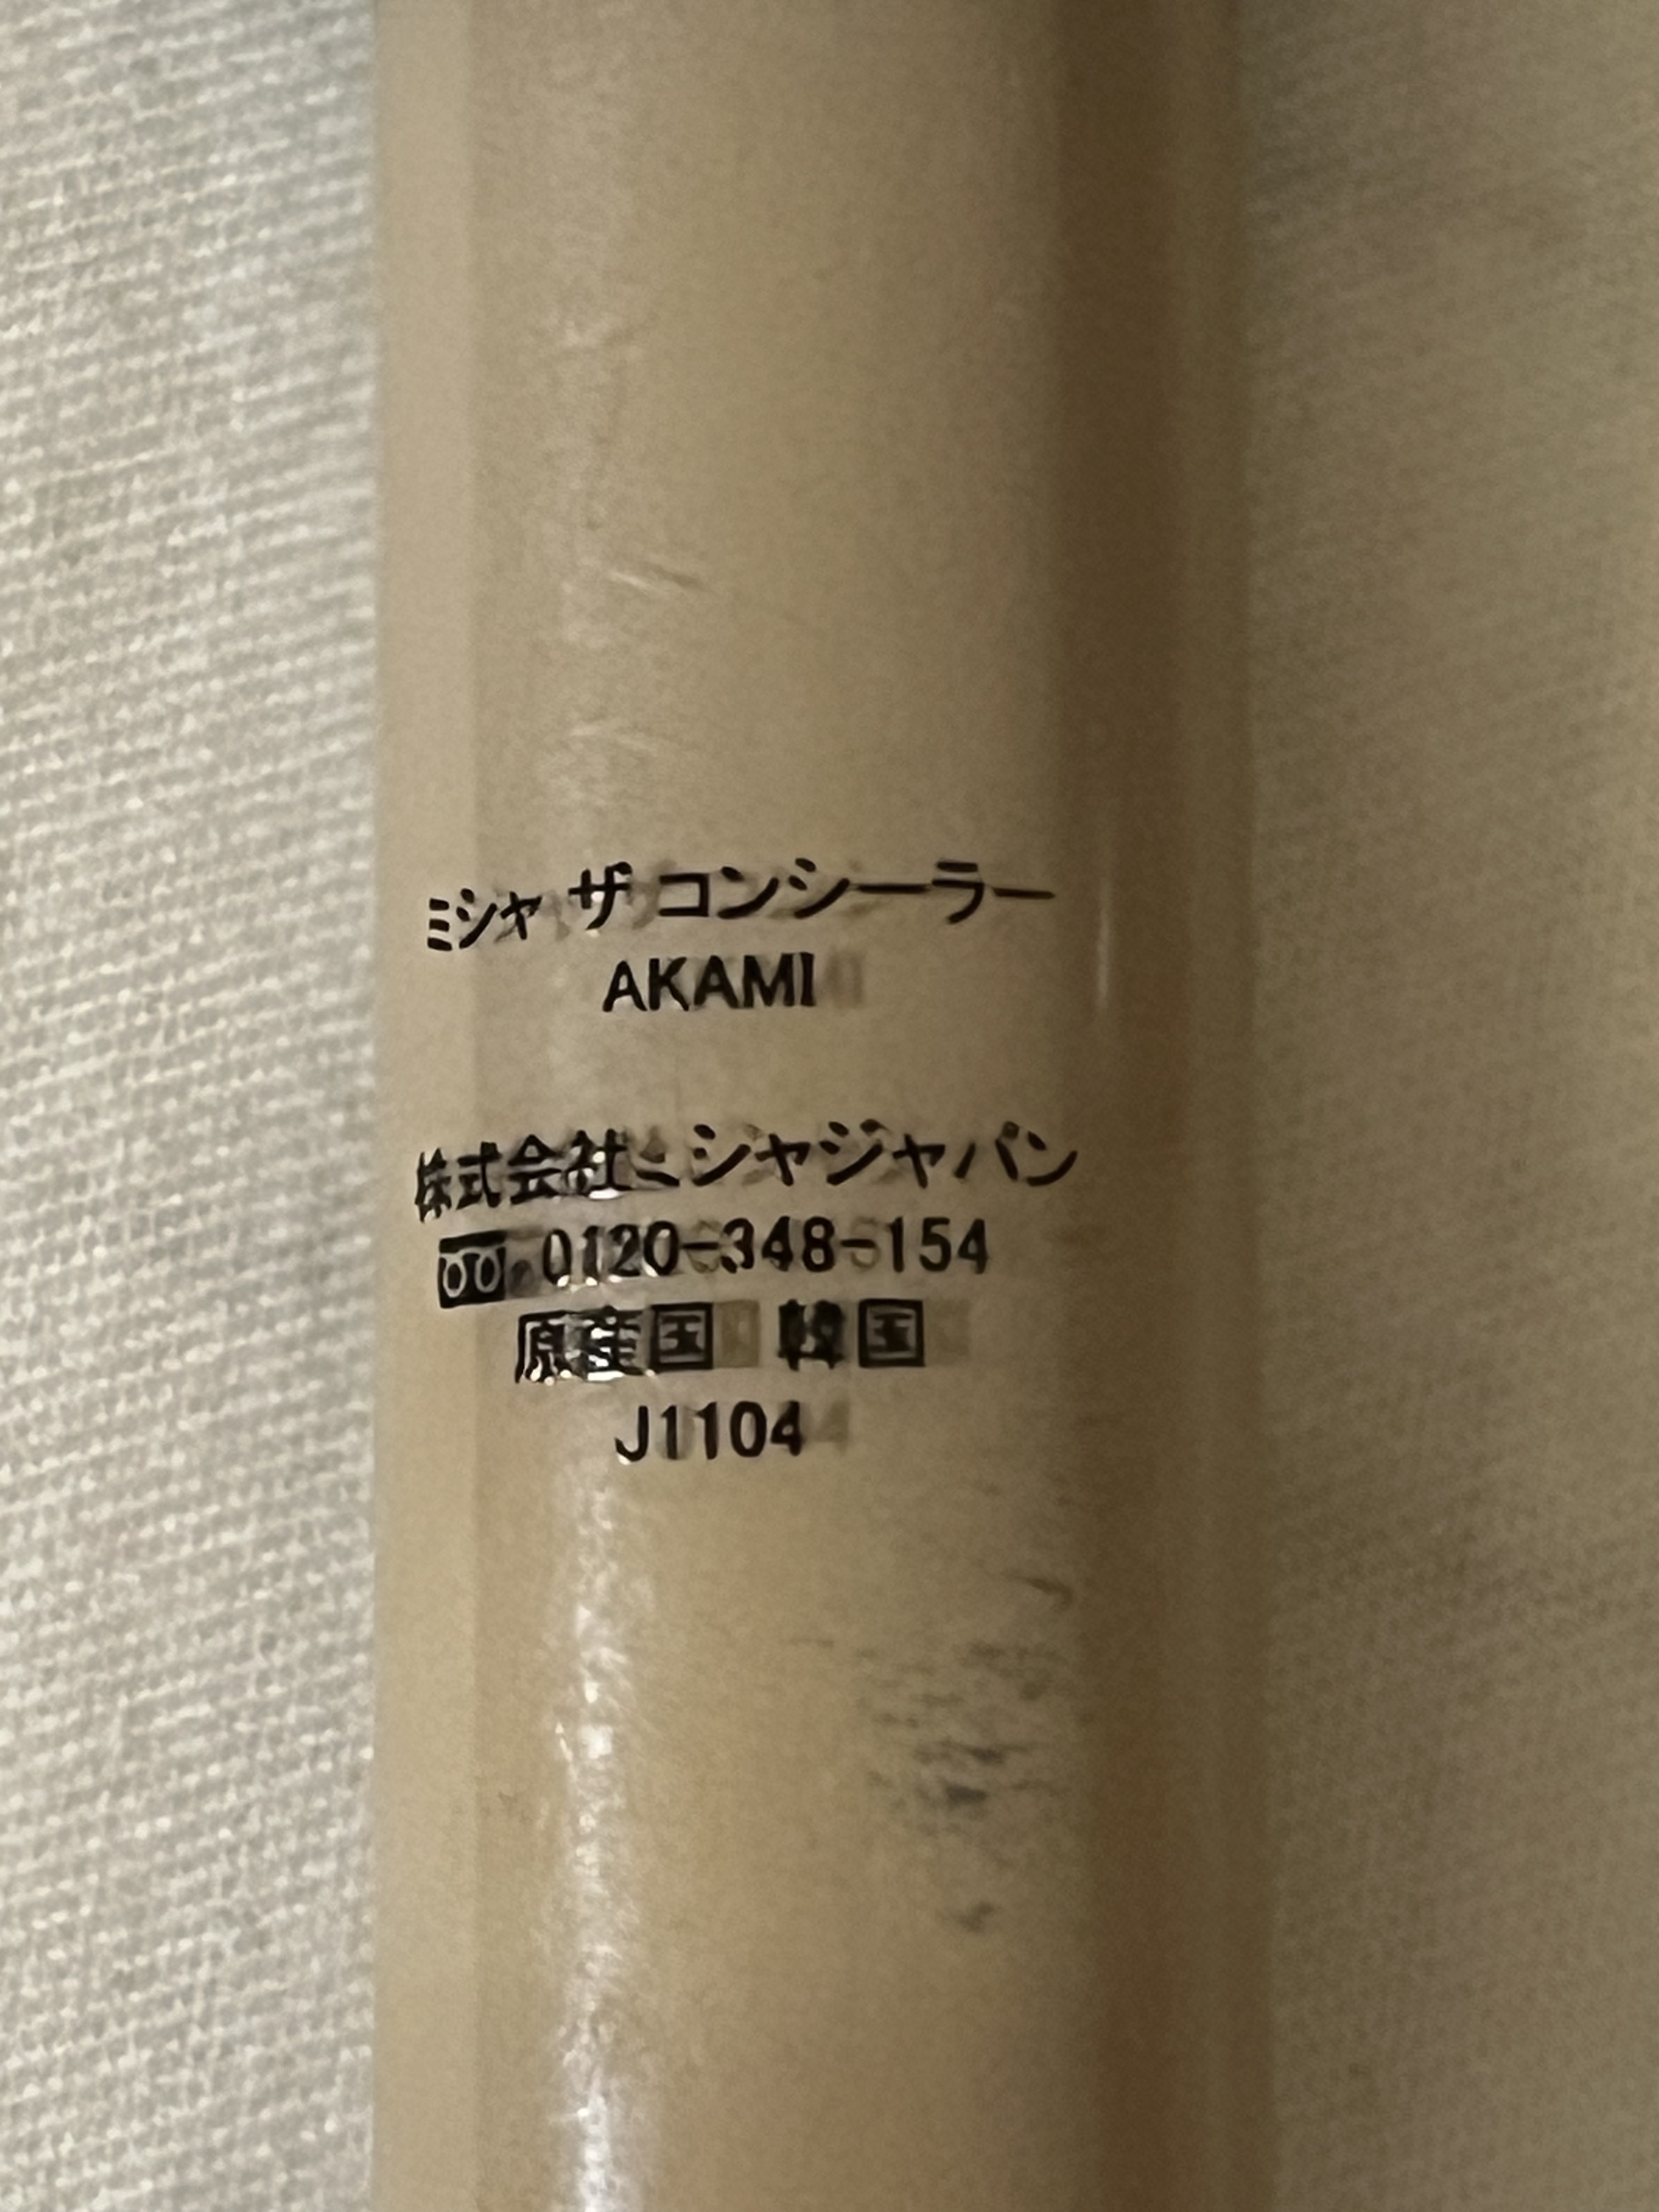 ミシャ ザ コンシーラー
AKAMI
株式会社ミシャジャパン
0120-348-154
原産国 韓国
J1104